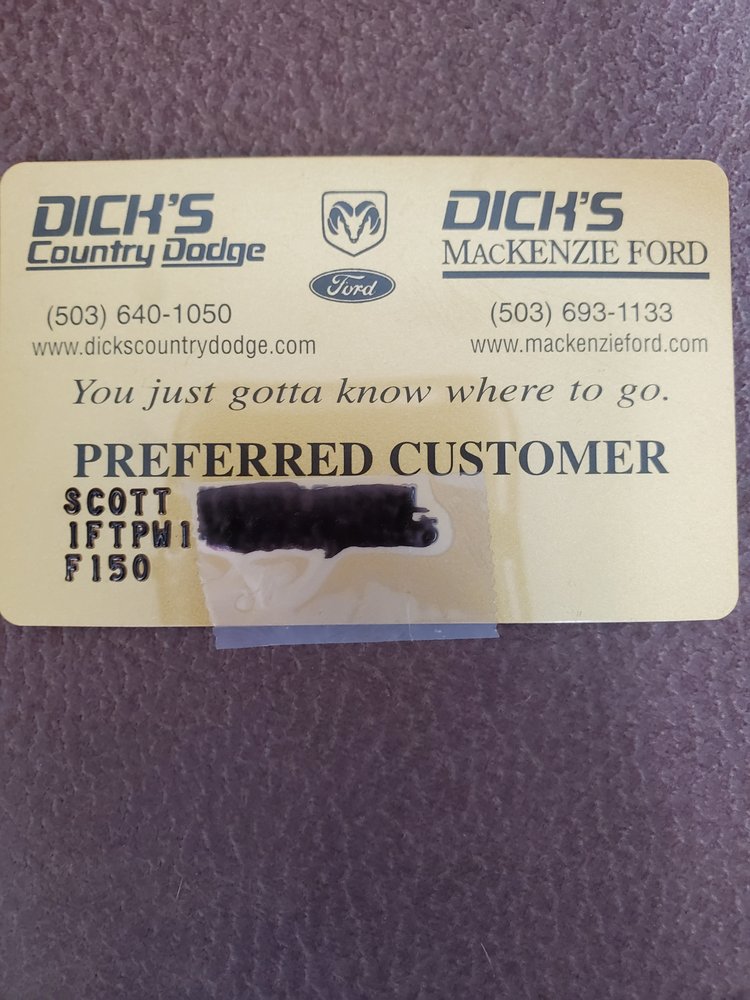 DICK'S
Country Dodge
(503) 640-1050
www.dickscountrydodge.com
Ford
DICK'S
MACKENZIE FORD
(503) 693-1133
www.mackenzieford.com
You just gotta know where to go.
PREFERRED CUSTOMER
SCOTT
1FTPW1
F150